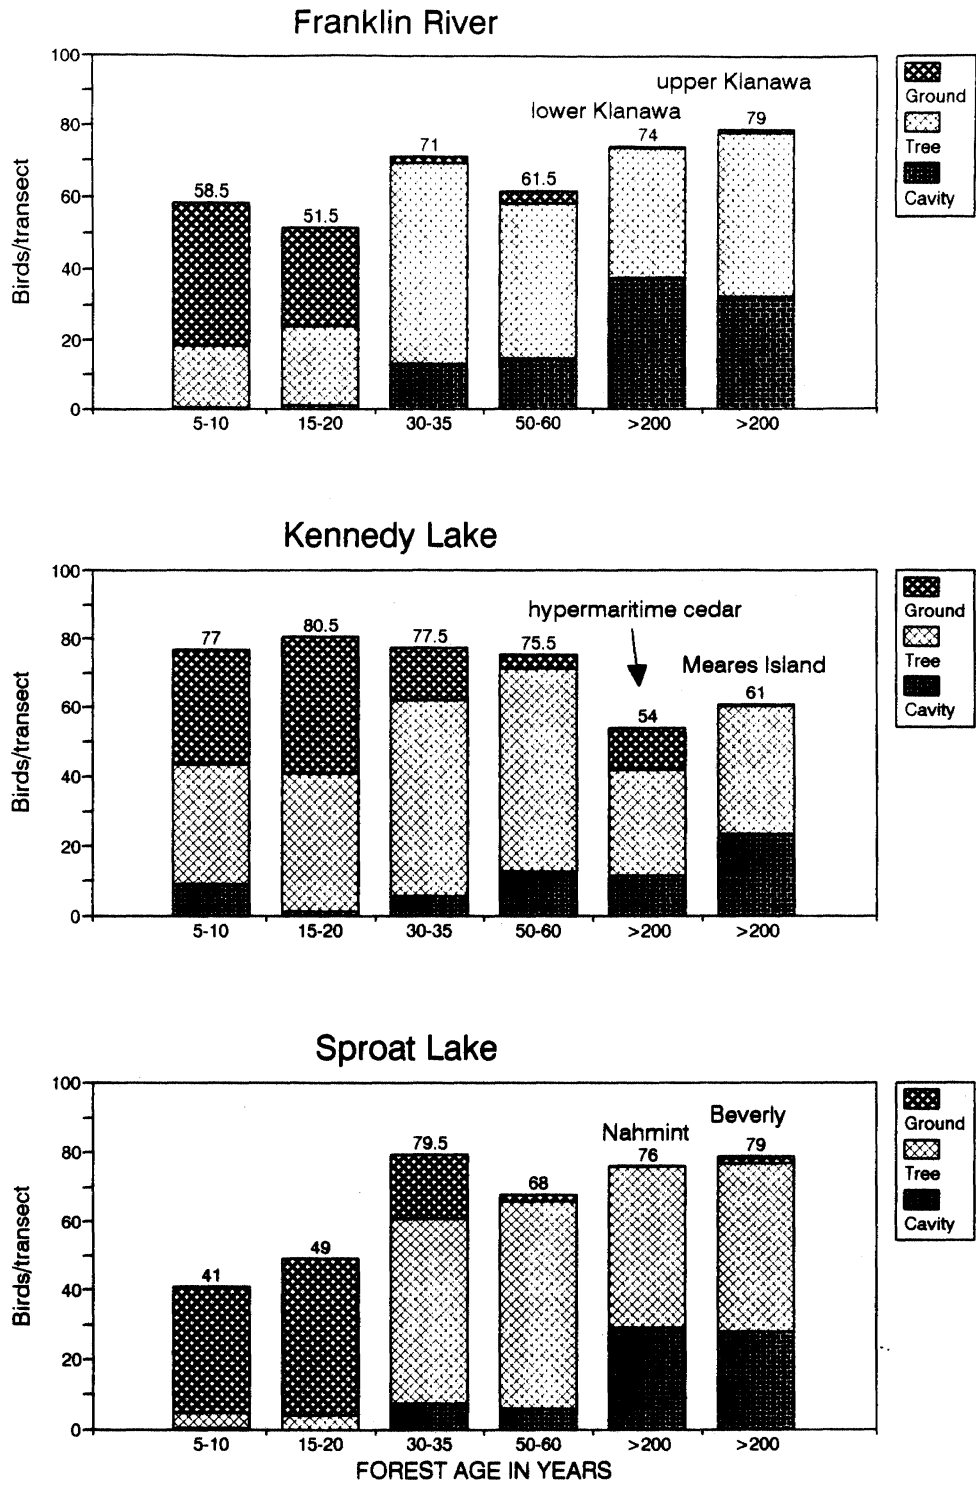 Franklin River
100
80
60
40
20
0
Birds/transect
58.5
51.5
71
61.5
lower Klanawa
74
upper Klanawa
79
5-10
15-20
30-35
50-60
>200
>200
Ground
Tree
Cavity
Kennedy Lake
100
80
60
40
20
0
Birds/transect
77
80.5
77.5
75.5
hypermaritime cedar
54
Meares Island
61
5-10
15-20
30-35
50-60
>200
>200
Ground
Tree
Cavity
Sproat Lake
100
80
60
40
20
0
Birds/transect
41
49
79.5
68
Nahmint
76
Beverly
79
5-10
15-20
30-35
50-60
>200
>200
FOREST AGE IN YEARS
Ground
Tree
Cavity